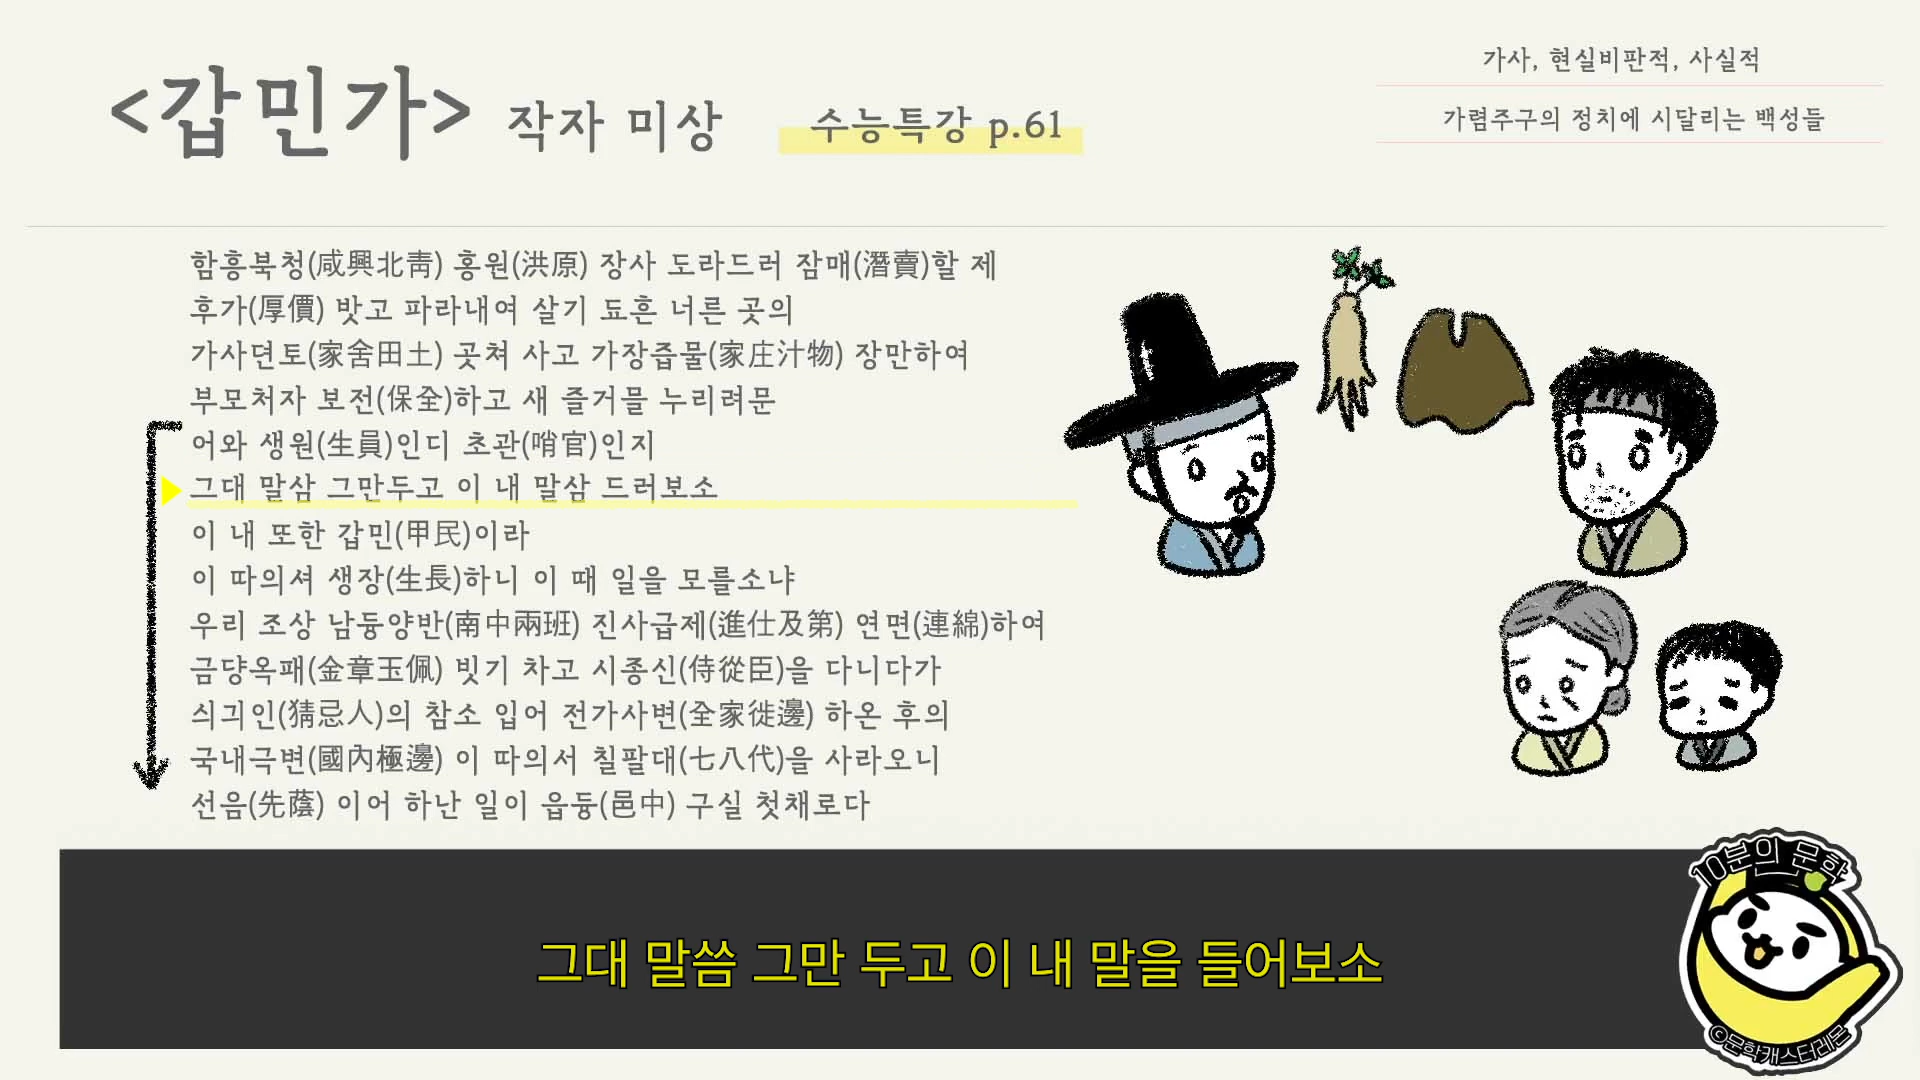 <갑민가> 작자 미상 수능특강 p.61
가사, 현실비판적, 사실적
가렴주구의 정치에 시달리는 백성들
함흥북청(咸興北靑) 홍원(洪原) 장사 도라드러 잠매(潛賣)할 제
후가(厚價) 밧고 파라내여 살기 됴흔 너른 곳의
가사뎐토(家舍田土) 곳쳐 사고 가장즙물(家庄汁物) 장만하여
부모처자 보전(保全)하고 새 즐거믈 누리려문
어와 생원(生員)인디 초관(哨官)인지
그대 말삼 그만두고 이 내 말삼 드러보소
이 내 또한 갑민(甲民)이라
이 따의셔 생장(生長)하니 이 때 일을 모를소냐
우리 조상 남듕양반(南中兩班) 진사급제(進仕及第) 연면(連綿)하여
금댱옥패(金章玉佩) 빗기 차고 시종신(侍從臣)을 다니다가
싀긔인(猜忌人)의 참소 입어 전가사변(全家徙邊) 하온 후의
국내극변(國內極邊) 이 따의서 칠팔대(七八代)을 사라오니
선음(先蔭) 이어 하난 일이 읍듕(邑中) 구실 첫채로다
그대 말씀 그만 두고 이 내 말을 들어보소
10분의 문학
©문학캐스터레몬